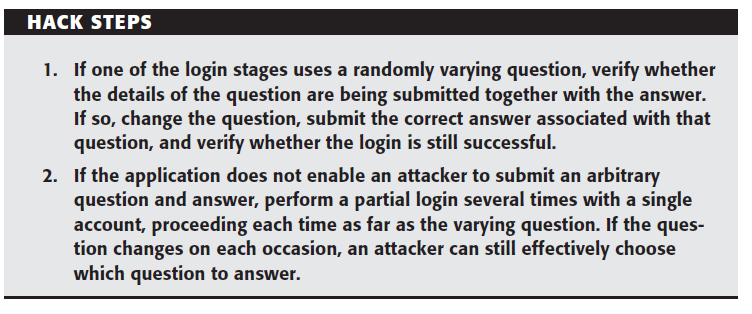 HACK STEPS
1. If one of the login stages uses a randomly varying question, verify whether
the details of the question are being submitted together with the answer.
If so, change the question, submit the correct answer associated with that
question, and verify whether the login is still successful.
2. If the application does not enable an attacker to submit an arbitrary
question and answer, perform a partial login several times with a single
account, proceeding each time as far as the varying question. If the ques-
tion changes on each occasion, an attacker can still effectively choose
which question to answer.